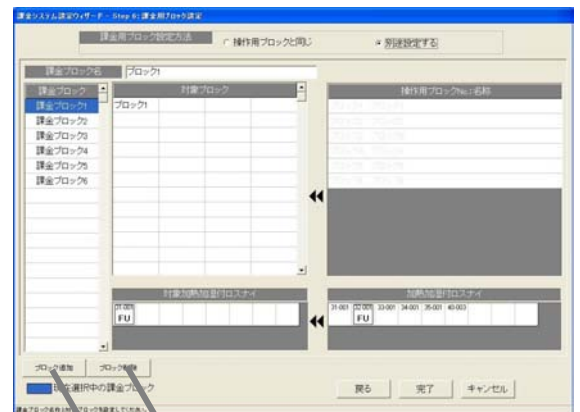 課金システム設定ウィザード - Step 6: 課金用ブロック設定
課金用ブロック設定方法
操作用ブロックと同じ
別途設定する
課金ブロック名
ブロック1
課金ブロック
対象ブロック
操作用ブロックNo.:名称
課金ブロック1
ブロック1
課金ブロック2
課金ブロック3
課金ブロック4
課金ブロック5
課金ブロック6
対象加熱加湿付ロスナイ
加熱加湿付ロスナイ
31-001
FU
31-001 32-001 33-001 34-001 35-001 40-003
FU
ブロック追加
ブロック削除
現在選択中の課金ブロック
戻る
完了
キャンセル